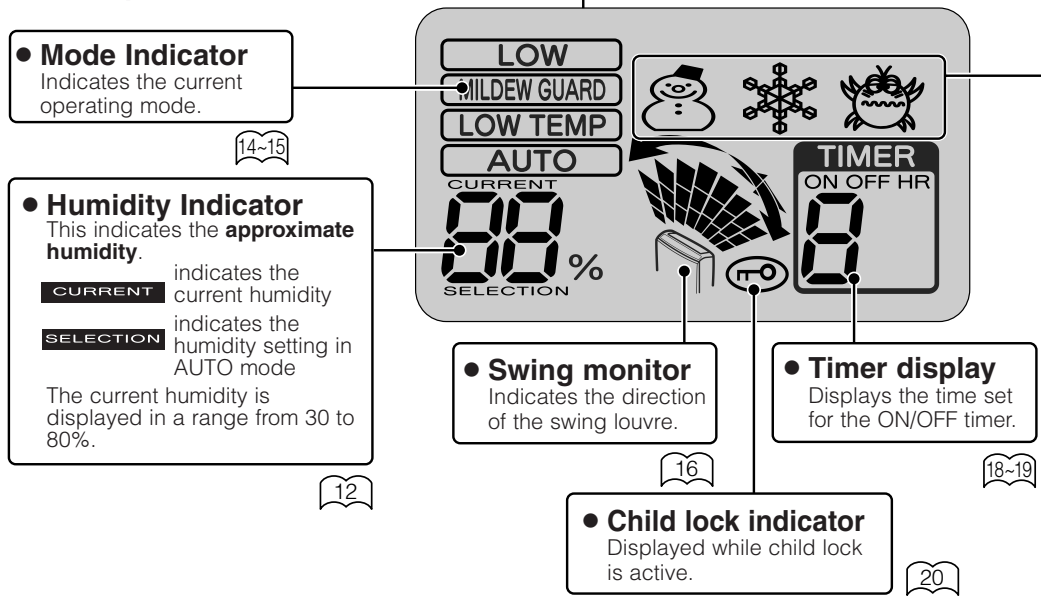 ● Mode Indicator
Indicates the current
operating mode.
14~15
● Humidity Indicator
This indicates the approximate
humidity.
CURRENT indicates the
current humidity
SELECTION indicates the
humidity setting in
AUTO mode
The current humidity is
displayed in a range from 30 to
80%.
12
LOW
MILDEW GUARD
LOW TEMP
AUTO
CURRENT
88%
SELECTION
TIMER
ON OFF HR
8
● Swing monitor
Indicates the direction
of the swing louvre.
16
● Timer display
Displays the time set
for the ON/OFF timer.
18~19
● Child lock indicator
Displayed while child lock
is active.
20